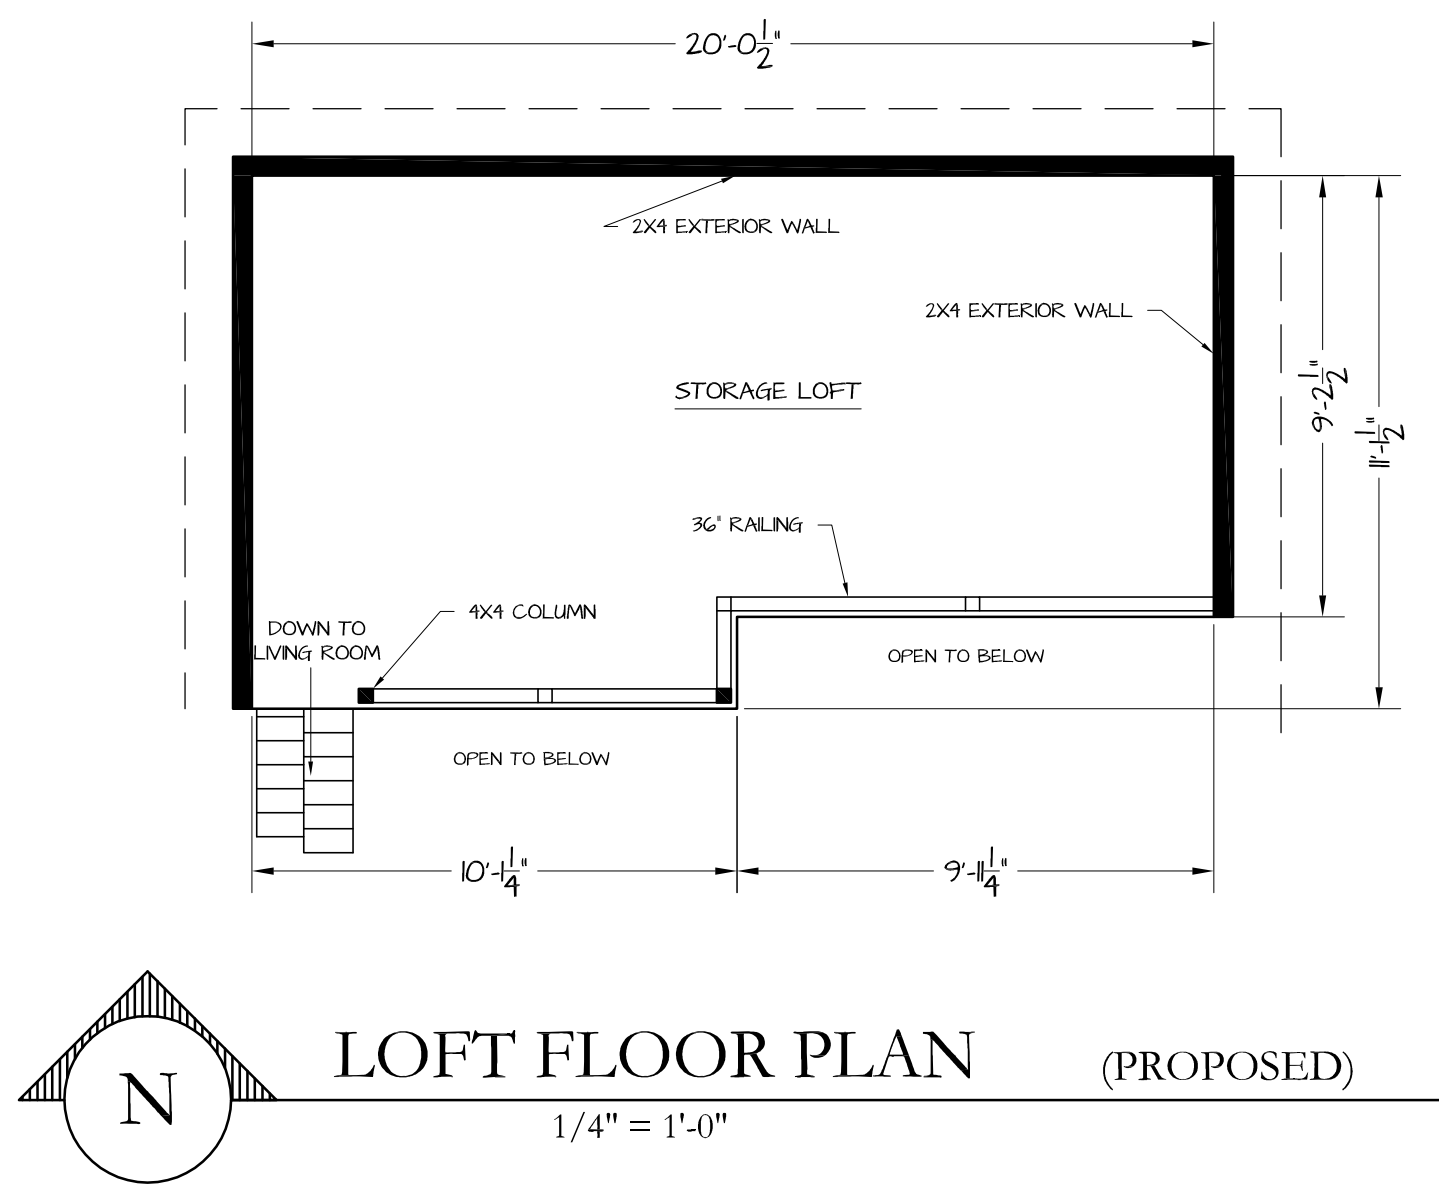 20'-0 1/2"
2X4 EXTERIOR WALL
2X4 EXTERIOR WALL
STORAGE LOFT
9'-2 1/2"
11'-1 1/2"
36" RAILING
4X4 COLUMN
DOWN TO
LIVING ROOM
OPEN TO BELOW
OPEN TO BELOW
10'-1 1/4"
9'-11 1/4"
N
LOFT FLOOR PLAN
(PROPOSED)
1/4" = 1'-0"